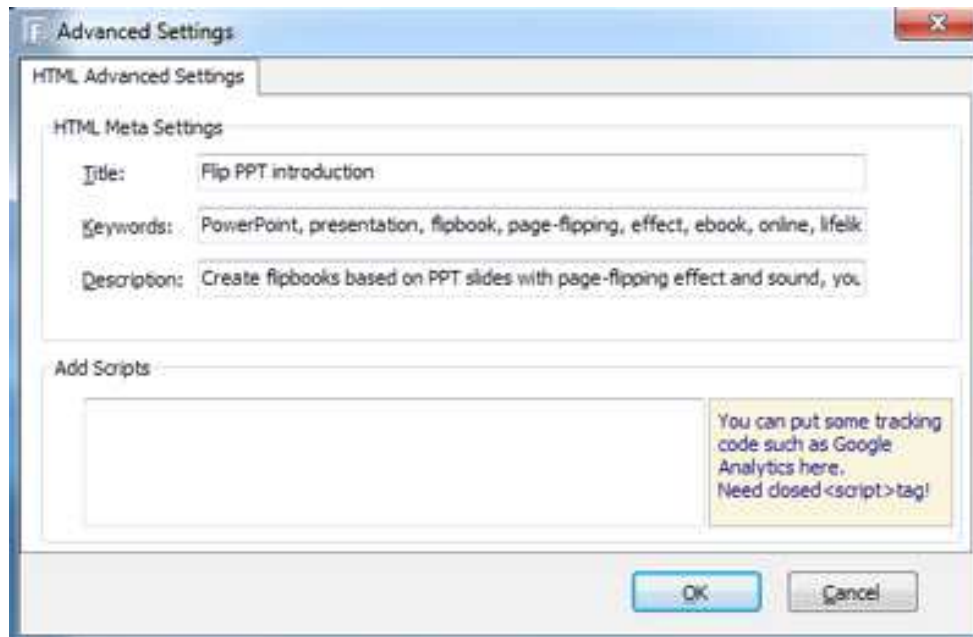 Advanced Settings
HTML Advanced Settings
HTML Meta Settings
Title: Flip PPT introduction
Keywords: PowerPoint, presentation, flipbook, page-flipping, effect, ebook, online, lifelik
Description: Create flipbooks based on PPT slides with page-flipping effect and sound, you
Add Scripts
You can put some tracking
code such as Google
Analytics here.
Need closed<script>tag!
OK Cancel